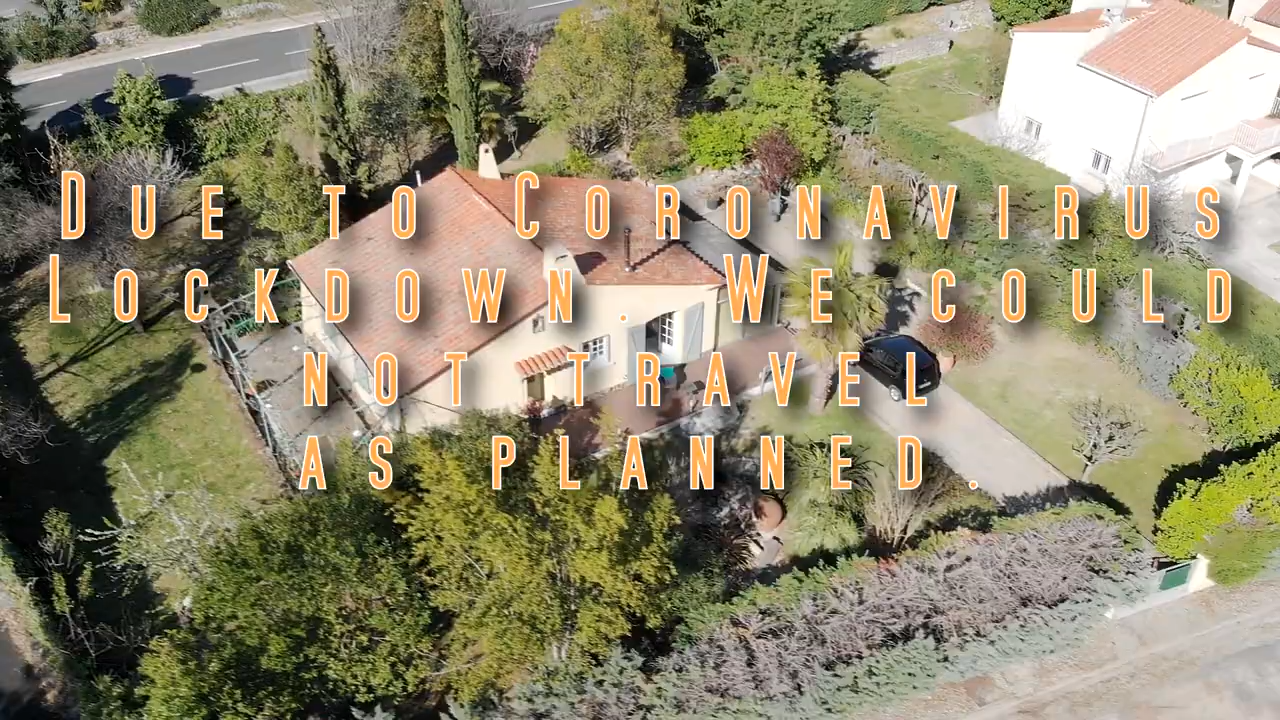 Due to Coronavirus
Lockdown. We could
not travel
as planned.